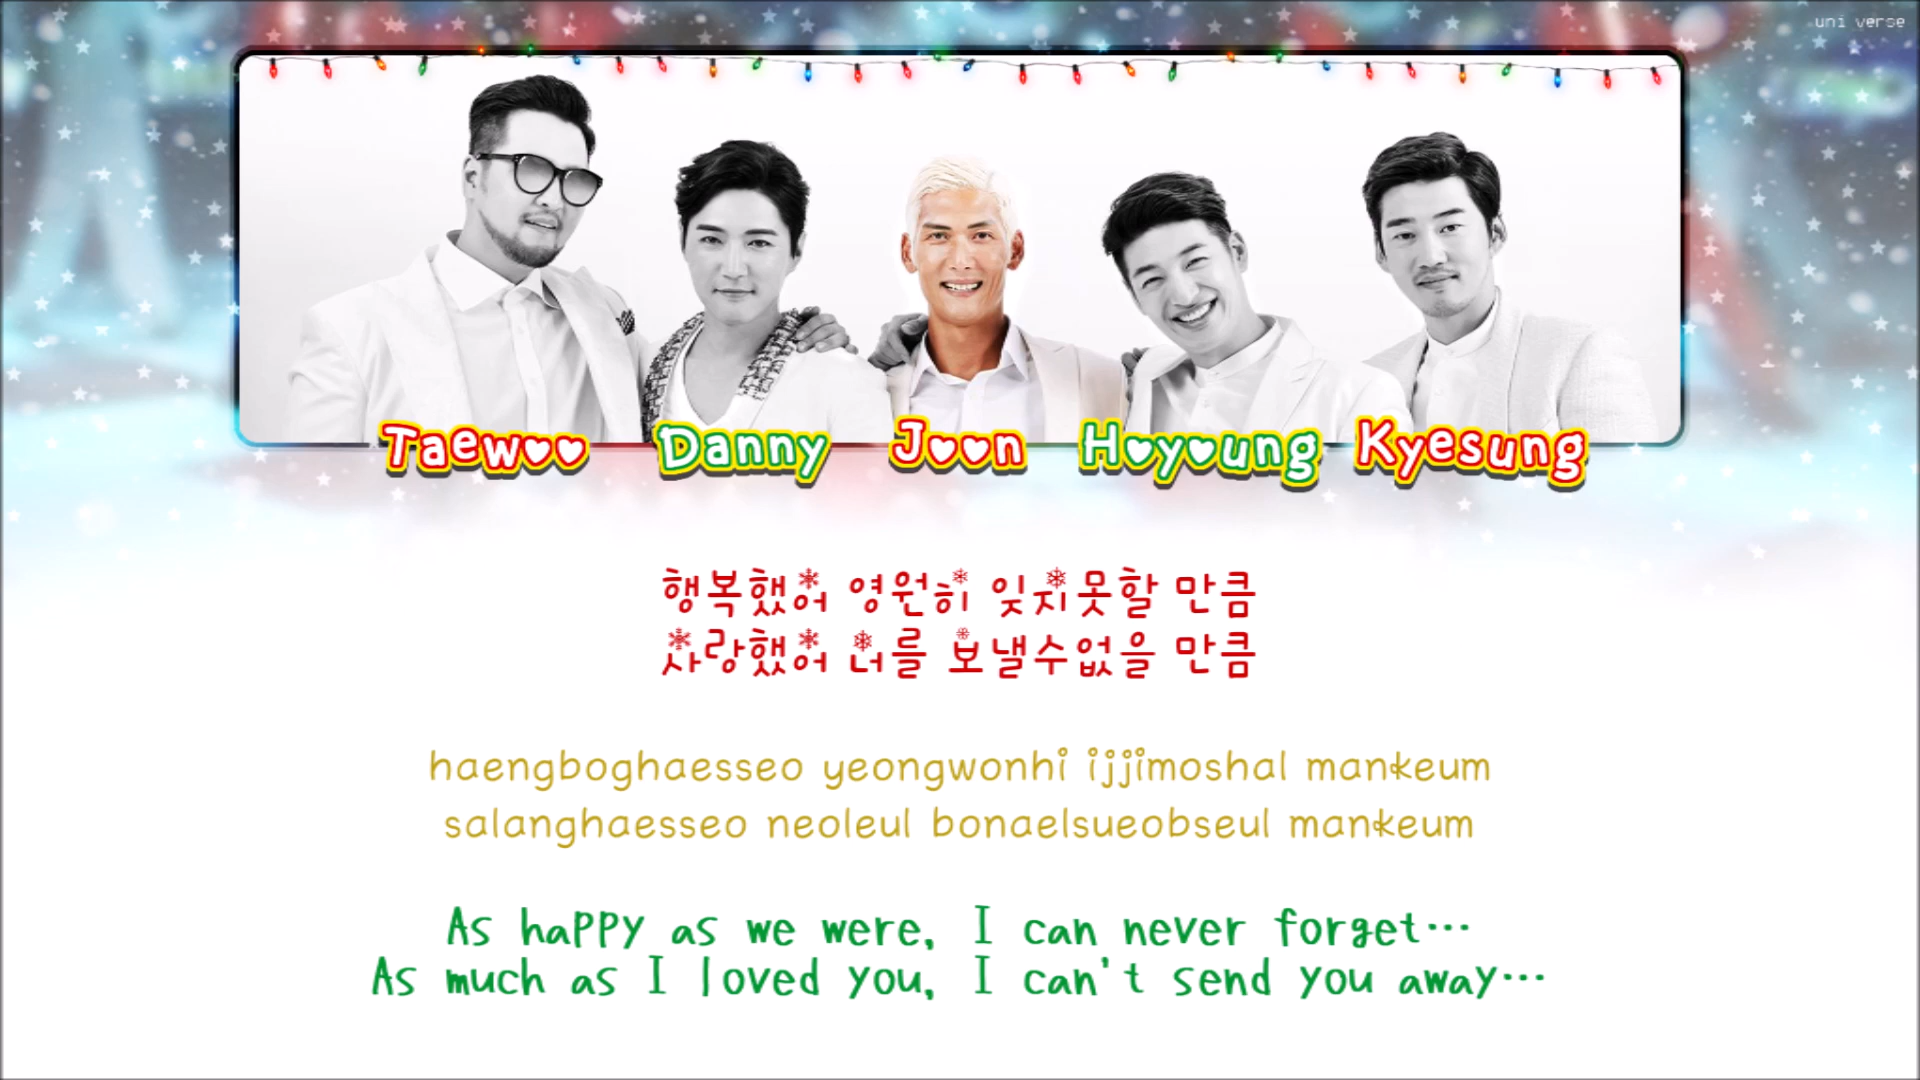 uni verse
Taewoo
Danny
Joon
Hoyoung
Kyesung
행복했어 영원히 잊지못할 만큼
사랑했어 너를 보낼수없을 만큼
haengboghaesseo yeongwonhi ijjimoshal mankeum
salanghaesseo neoleul bonaelsueobseul mankeum
As happy as we were, I can never forget…
As much as I loved you, I can't send you away…